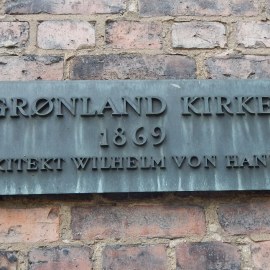 GRØNLAND KIRKE
1869
KITEKT WILHELM VON HAN